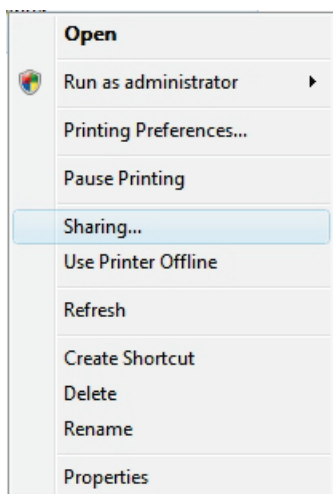 Open
Run as administrator
Printing Preferences...
Pause Printing
Sharing...
Use Printer Offline
Refresh
Create Shortcut
Delete
Rename
Properties